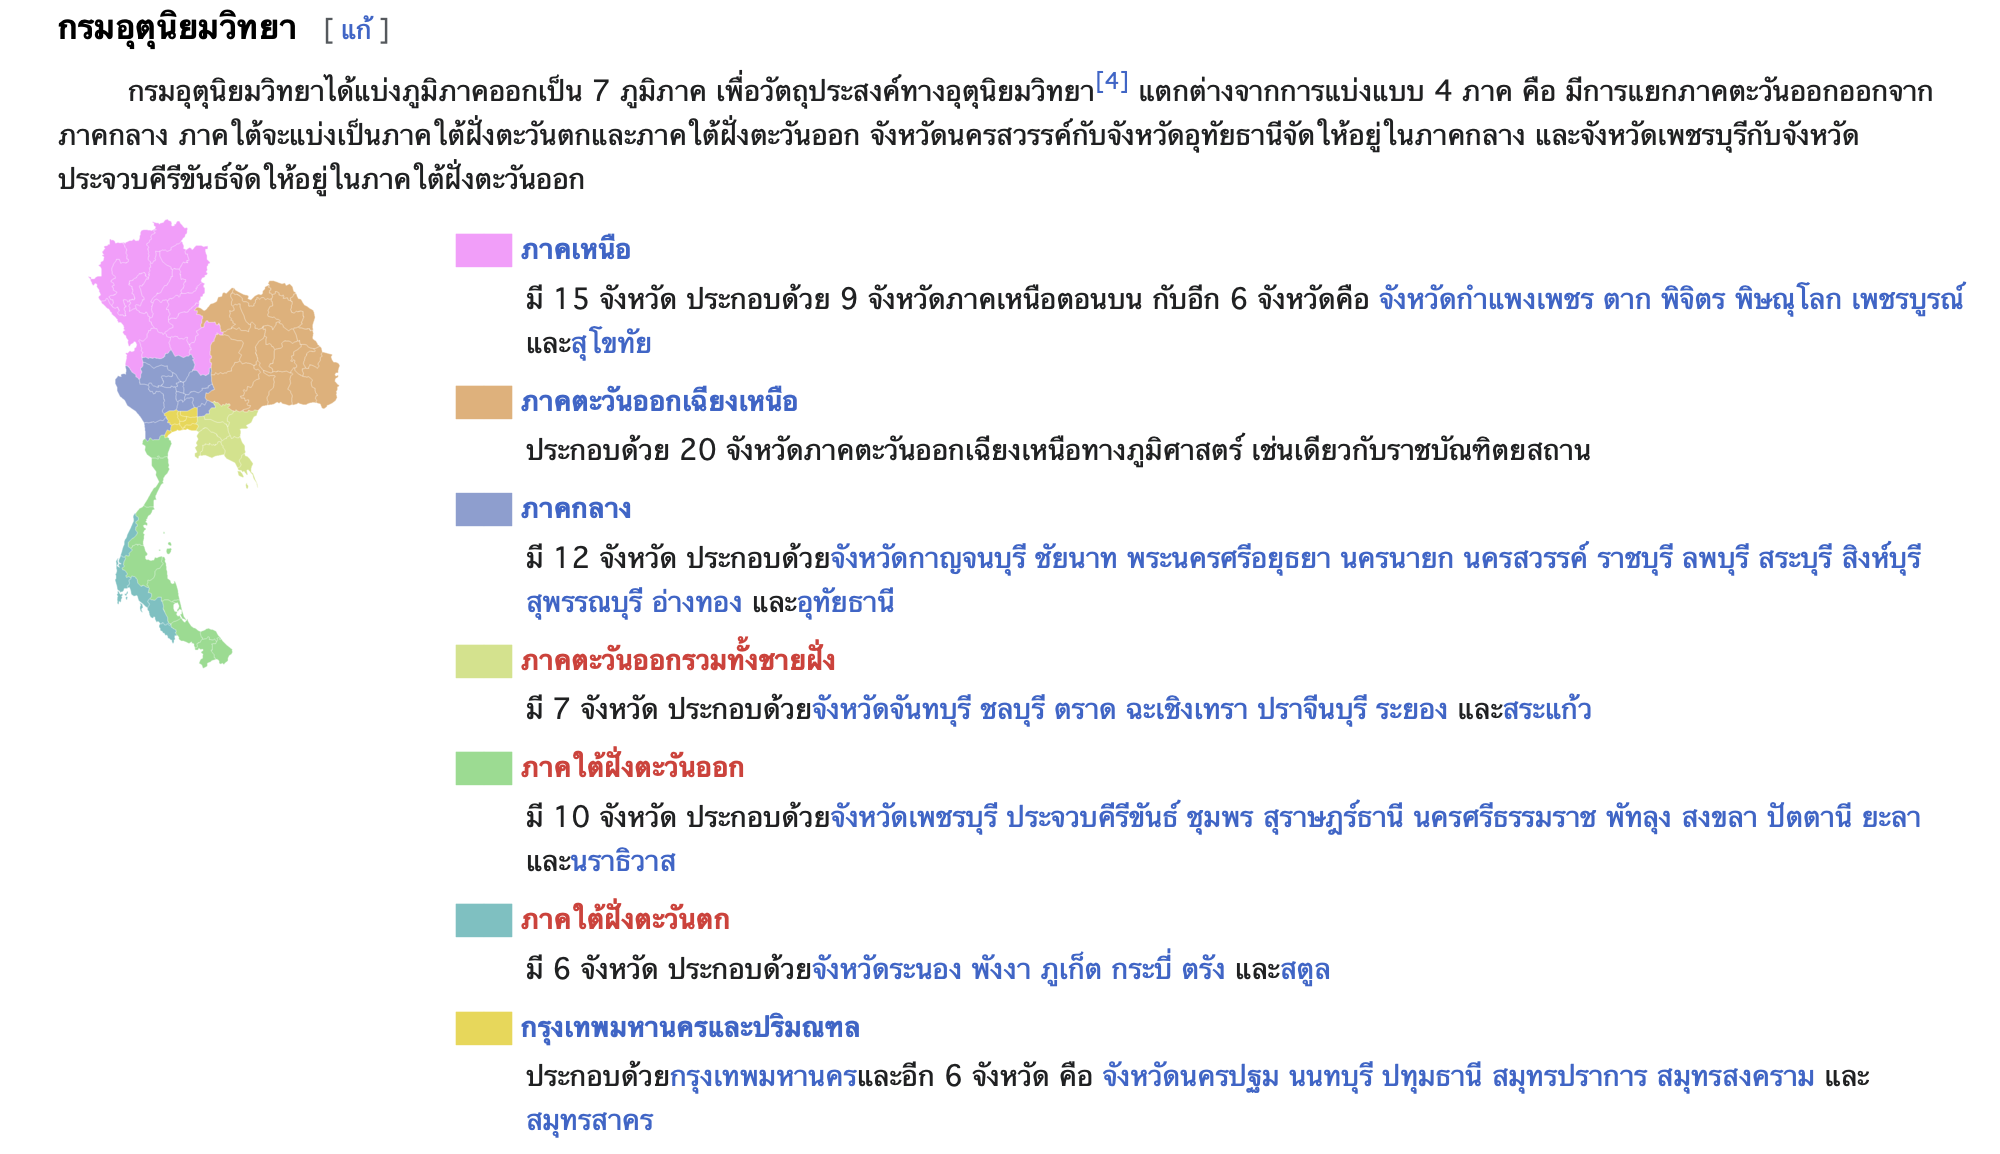 กรมอุตุนิยมวิทยา [ แก้ ]
กรมอุตุนิยมวิทยาได้แบ่งภูมิภาคออกเป็น 7 ภูมิภาค เพื่อวัตถุประสงค์ทางอุตุนิยมวิทยา[4] แตกต่างจากการแบ่งแบบ 4 ภาค คือ มีการแยกภาคตะวันออกออกจาก
ภาคกลาง ภาคใต้จะแบ่งเป็นภาคใต้ฝั่งตะวันตกและภาคใต้ฝั่งตะวันออก จังหวัดนครสวรรค์กับจังหวัดอุทัยธานีจัดให้อยู่ในภาคกลาง และจังหวัดเพชรบุรีกับจังหวัด
ประจวบคีรีขันธ์จัดให้อยู่ในภาคใต้ฝั่งตะวันออก
ภาคเหนือ
มี 15 จังหวัด ประกอบด้วย 9 จังหวัดภาคเหนือตอนบน กับอีก 6 จังหวัดคือ จังหวัดกำแพงเพชร ตาก พิจิตร พิษณุโลก เพชรบูรณ์
และสุโขทัย
ภาคตะวันออกเฉียงเหนือ
ประกอบด้วย 20 จังหวัดภาคตะวันออกเฉียงเหนือทางภูมิศาสตร์ เช่นเดียวกับราชบัณฑิตยสถาน
ภาคกลาง
มี 12 จังหวัด ประกอบด้วยจังหวัดกาญจนบุรี ชัยนาท พระนครศรีอยุธยา นครนายก นครสวรรค์ ราชบุรี ลพบุรี สระบุรี สิงห์บุรี
สุพรรณบุรี อ่างทอง และอุทัยธานี
ภาคตะวันออกรวมทั้งชายฝั่ง
มี 7 จังหวัด ประกอบด้วยจังหวัดจันทบุรี ชลบุรี ตราด ฉะเชิงเทรา ปราจีนบุรี ระยอง และสระแก้ว
ภาคใต้ฝั่งตะวันออก
มี 10 จังหวัด ประกอบด้วยจังหวัดเพชรบุรี ประจวบคีรีขันธ์ ชุมพร สุราษฎร์ธานี นครศรีธรรมราช พัทลุง สงขลา ปัตตานี ยะลา
และนราธิวาส
ภาคใต้ฝั่งตะวันตก
มี 6 จังหวัด ประกอบด้วยจังหวัดระนอง พังงา ภูเก็ต กระบี่ ตรัง และสตูล
กรุงเทพมหานครและปริมณฑล
ประกอบด้วยกรุงเทพมหานครและอีก 6 จังหวัด คือ จังหวัดนครปฐม นนทบุรี ปทุมธานี สมุทรปราการ สมุทรสงคราม และ
สมุทรสาคร